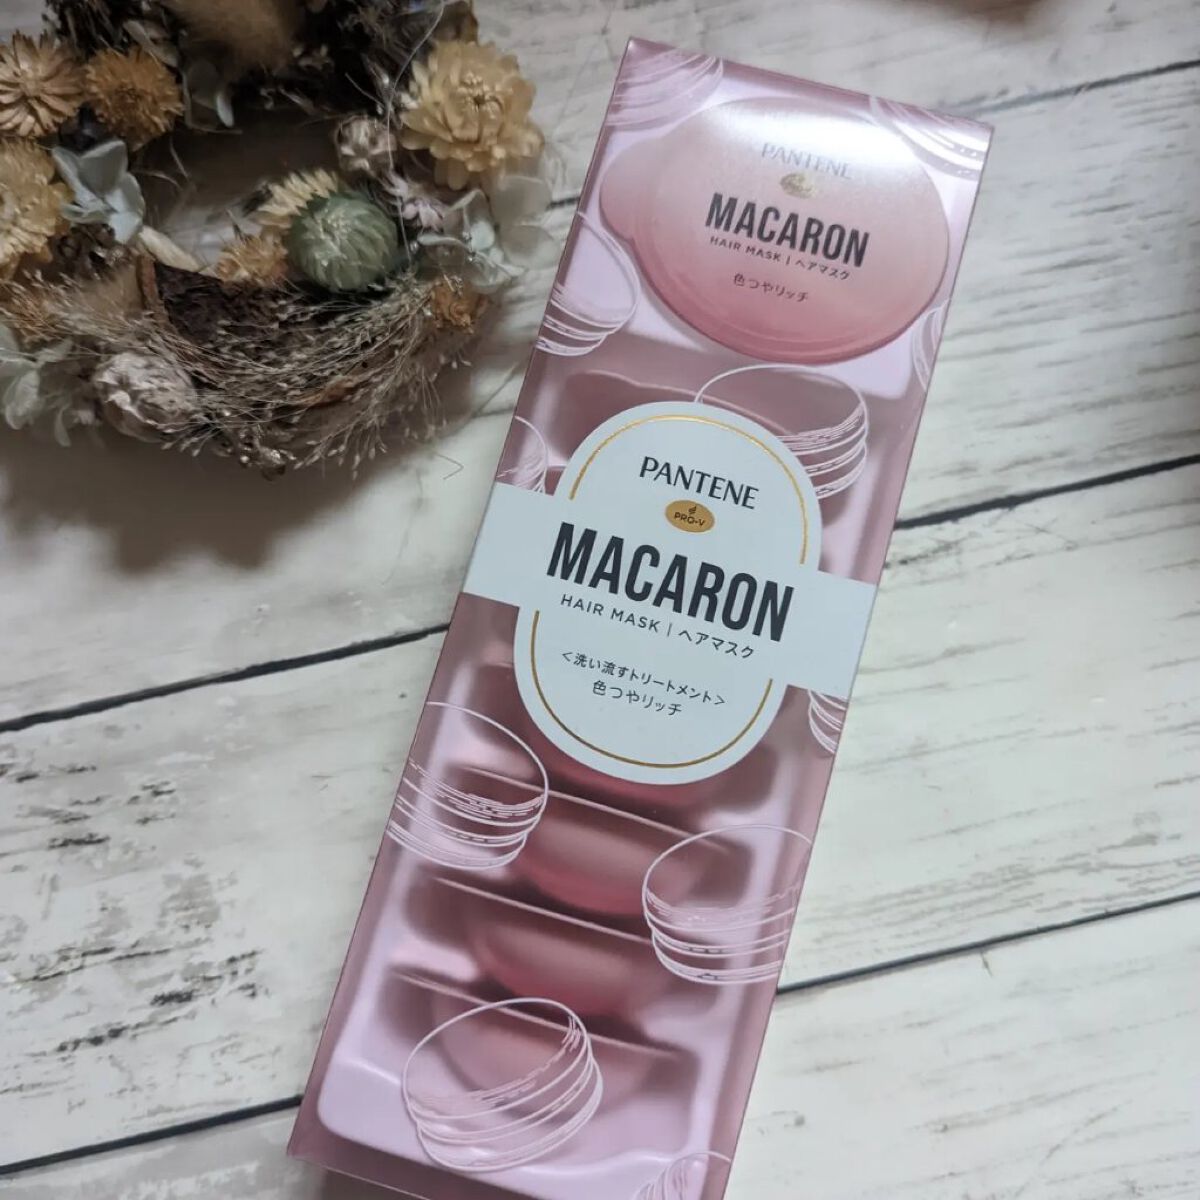 PANTENE
MACARON
HAIR MASK | ヘアマスク
色つやリッチ
PANTENE
PRO-V
MACARON
HAIR MASK | ヘアマスク
<洗い流すトリートメント>
色つやリッチ